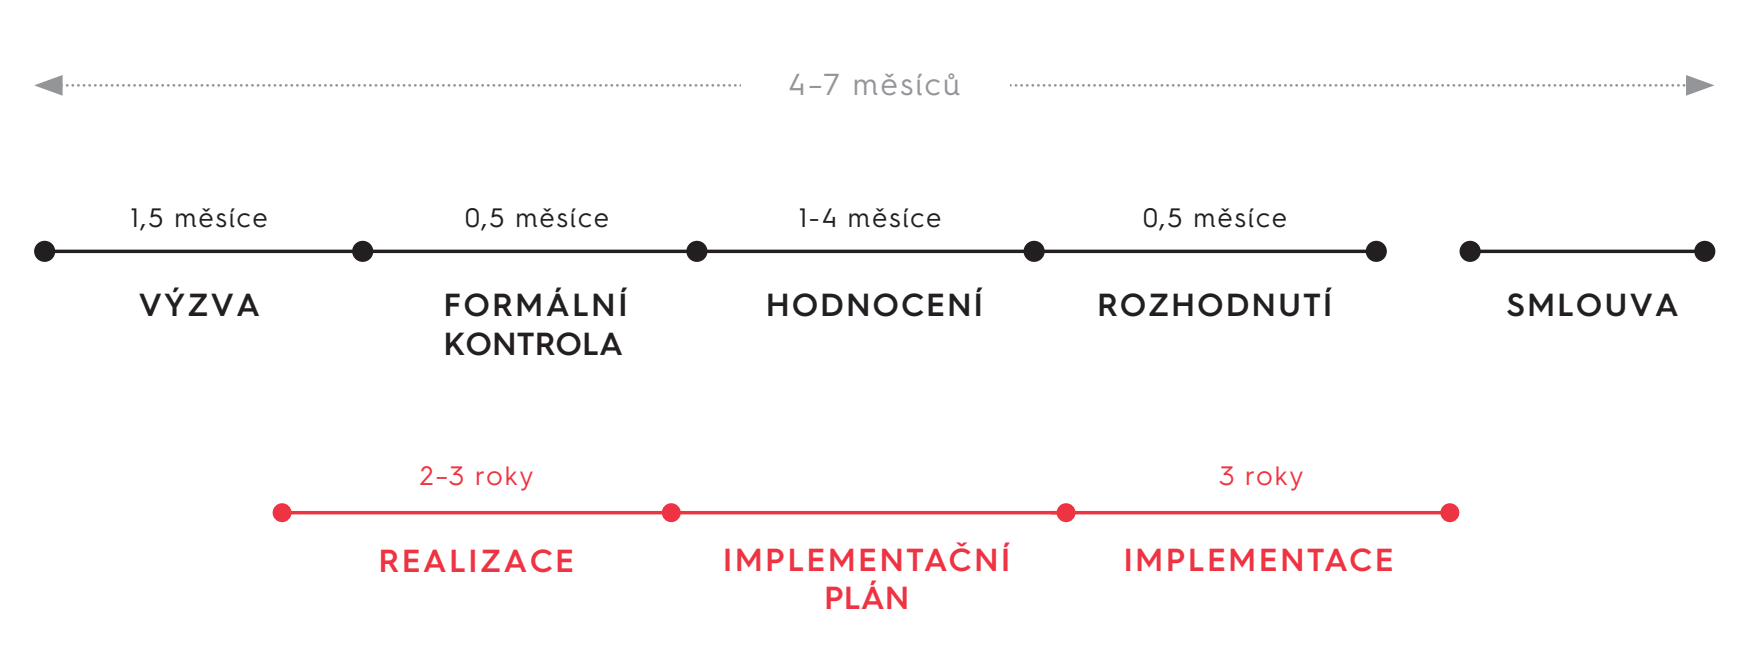 4–7 měsíců
1,5 měsíce
0,5 měsíce
1-4 měsíce
0,5 měsíce
VÝZVA
FORMÁLNÍ
KONTROLA
HODNOCENÍ
ROZHODNUTÍ
SMLOUVA
2–3 roky
3 roky
REALIZACE
IMPLEMENTAČNÍ
PLÁN
IMPLEMENTACE